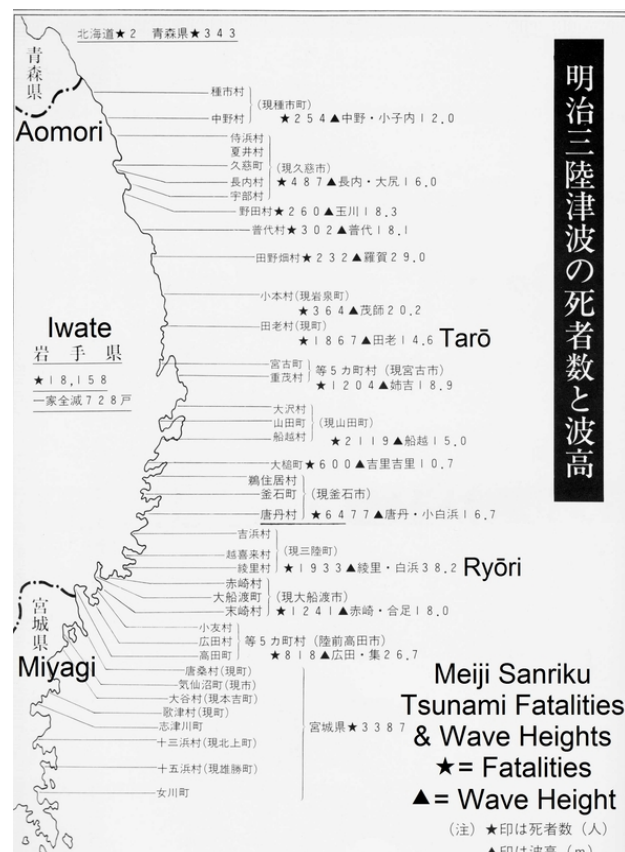 北海道★2 青森県★343
明治三陸津波の死者数と波高
青森県
Aomori
種市村
(現種市町)
中野村
★254▲中野・小子内12.0
侍浜村
夏井村
久慈町
(現久慈市)
長内村
★487▲長内・大尻16.0
宇部村
野田村★260▲玉川18.3
普代村★302▲普代18.1
田野畑村★232▲羅賀29.0
小本村(現岩泉町)
★364▲茂師20.2
田老村(現町)
★1867▲田老14.6
Tarō
Iwate
岩手県
★18,158
一家全滅728戸
宮古町
重茂村
等5カ町村(現宮古市)
★1204▲姉吉18.9
大沢村
山田町(現山田町)
船越村
★2119▲船越15.0
大槌町★600▲吉里吉里10.7
鵜住居村
釜石町(現釜石市)
唐丹村
★6477▲唐丹・小白浜16.7
吉浜村
越喜来村(現三陸町)
綾里村
★1933▲綾里・白浜38.2
Ryōri
赤崎村
大船渡町(現大船渡市)
末崎村
★1241▲赤崎・合足18.0
小友村
広田村
等5カ町村(陸前高田市)
高田町
★818▲広田・集26.7
宮城県
Miyagi
唐桑村(現町)
気仙沼町(現市)
大谷村(現本吉町)
歌津村(現町)
志津川町
宮城県★3387
十三浜村(現北上町)
十五浜村(現雄勝町)
女川町
Meiji Sanriku
Tsunami Fatalities
& Wave Heights
★= Fatalities
▲= Wave Height
(注) ★印は死者数(人)
▲印は波高(m)